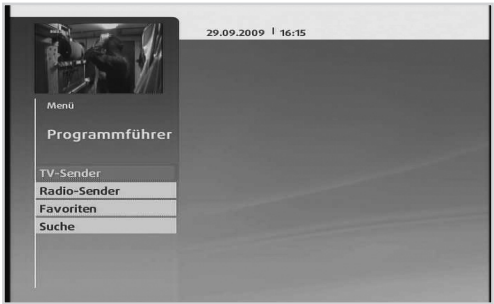 29.09.2009 | 16:15
Menü
Programmführer
TV-Sender
Radio-Sender
Favoriten
Suche